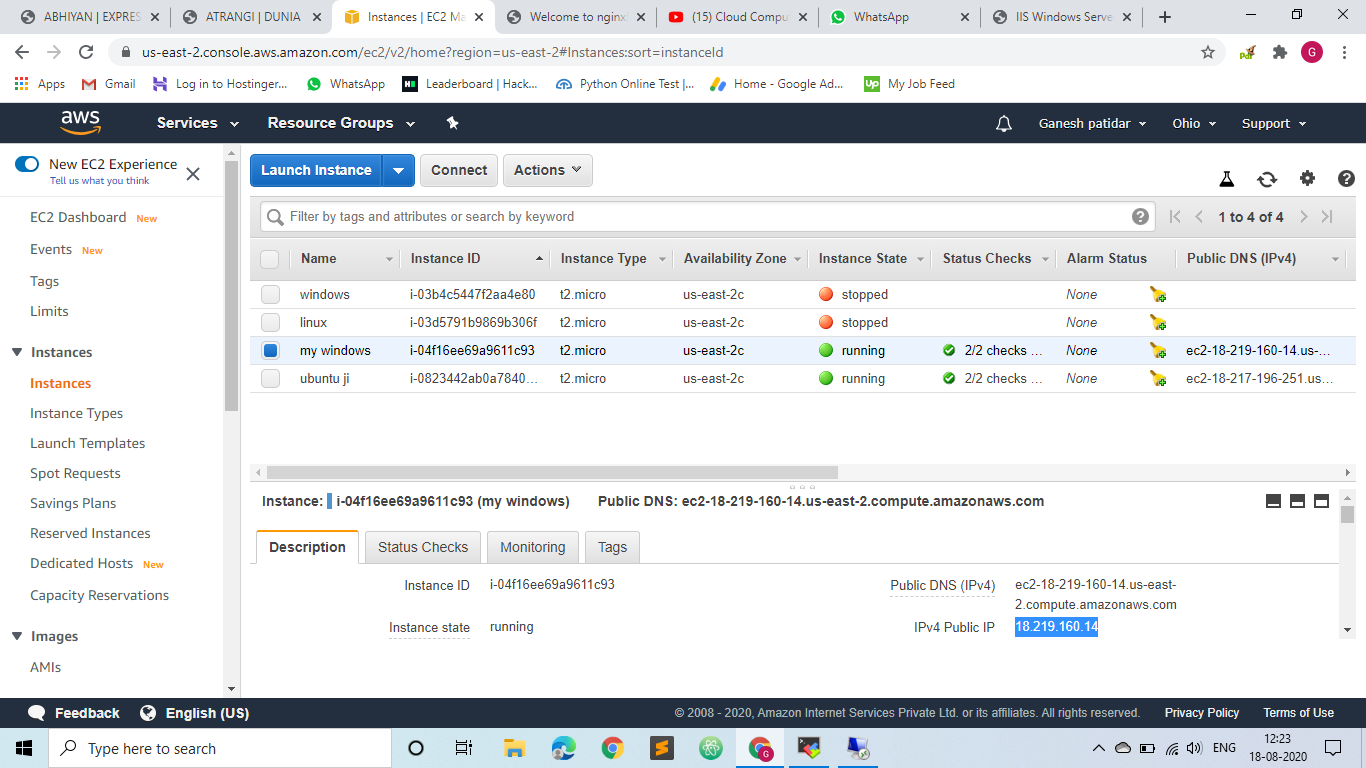 ABHIYAN | EXPRES
ATRANGI | DUNIA
Instances | EC2 Ma
Welcome to nginx
(15) Cloud Compu
WhatsApp
IIS Windows Serve
us-east-2.console.aws.amazon.com/ec2/v2/home?region=us-east-2#Instances:sort=instanceId
G
Apps
Gmail
Log in to Hostinger...
WhatsApp
Leaderboard | Hack...
Python Online Test |...
Home - Google Ad...
Up
My Job Feed
aws
Services
Resource Groups
Ganesh patidar
Ohio
Support
New EC2 Experience
Tell us what you think
EC2 Dashboard New
Events New
Tags
Limits
Instances
Instances
Instance Types
Launch Templates
Spot Requests
Savings Plans
Reserved Instances
Dedicated Hosts New
Capacity Reservations
Images
AMIs
Launch Instance
Connect
Actions
Filter by tags and attributes or search by keyword
1 to 4 of 4
Name Instance ID Instance Type Availability Zone Instance State Status Checks Alarm Status Public DNS (IPv4)
windows i-03b4c5447f2aa4e80 t2.micro us-east-2c stopped None
linux i-03d5791b9869b306f t2.micro us-east-2c stopped None
my windows i-04f16ee69a9611c93 t2.micro us-east-2c running 2/2 checks ... None ec2-18-219-160-14.us-...
ubuntu ji i-0823442ab0a7840... t2.micro us-east-2c running 2/2 checks ... None ec2-18-217-196-251.us...
Instance: i-04f16ee69a9611c93 (my windows) Public DNS: ec2-18-219-160-14.us-east-2.compute.amazonaws.com
Description
Status Checks
Monitoring
Tags
Instance ID i-04f16ee69a9611c93
Instance state running
Public DNS (IPv4) ec2-18-219-160-14.us-east-
2.compute.amazonaws.com
IPv4 Public IP 18.219.160.14
Feedback
English (US)
© 2008 - 2020, Amazon Internet Services Private Ltd. or its affiliates. All rights reserved.
Privacy Policy
Terms of Use
Type here to search
ENG
12:23
18-08-2020